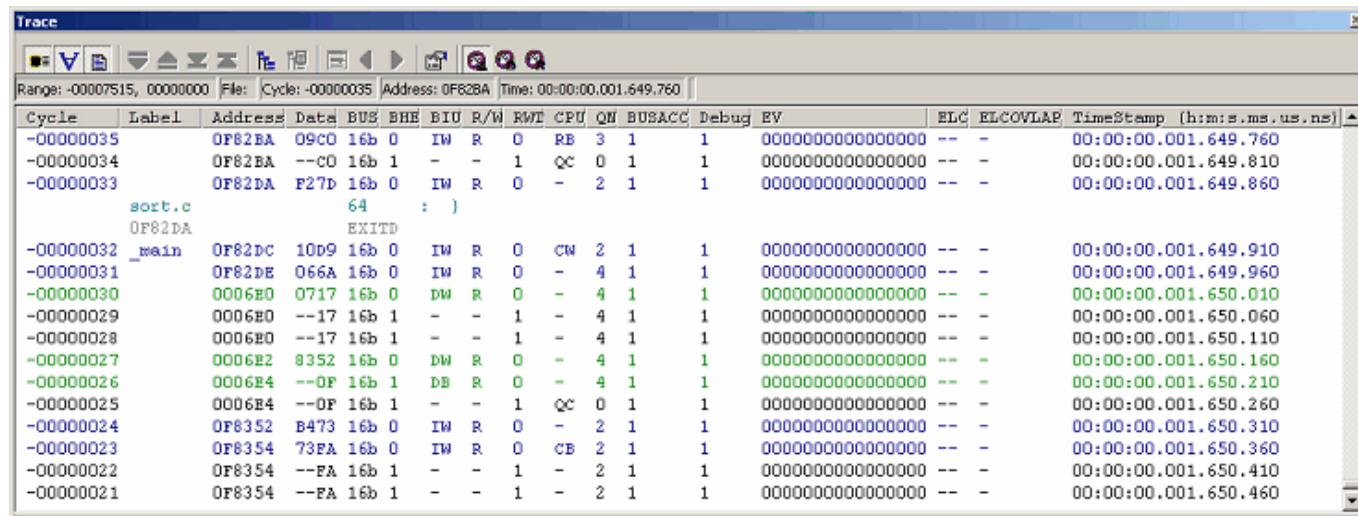 Trace
Range: -00007515, 00000000 File: Cycle: -00000035 Address: 0F82BA Time: 00:00:00.001.649.760
Cycle Label Address Data BUS BHE BIU R/W RWT CPU QN BUSACC Debug EV ELC ELCOVLAP TimeStamp (h:m:s.ms.us.ns)
-00000035 0F82BA 09C0 16b 0 IW R 0 RB 3 1 1 0000000000000000 -- - 00:00:00.001.649.760
-00000034 0F82BA --C0 16b 1 - - 1 QC 0 1 1 0000000000000000 -- - 00:00:00.001.649.810
-00000033 0F82DA F27D 16b 0 IW R 0 - 2 1 1 0000000000000000 -- - 00:00:00.001.649.860
sort.c 64 : }
0F82DA EXITD
-00000032 _main 0F82DC 10D9 16b 0 IW R 0 CW 2 1 1 0000000000000000 -- - 00:00:00.001.649.910
-00000031 0F82DE 066A 16b 0 IW R 0 - 4 1 1 0000000000000000 -- - 00:00:00.001.649.960
-00000030 0006E0 0717 16b 0 DW R 0 - 4 1 1 0000000000000000 -- - 00:00:00.001.650.010
-00000029 0006E0 --17 16b 1 - - 1 - 4 1 1 0000000000000000 -- - 00:00:00.001.650.060
-00000028 0006E0 --17 16b 1 - - 1 - 4 1 1 0000000000000000 -- - 00:00:00.001.650.110
-00000027 0006E2 8352 16b 0 DW R 0 - 4 1 1 0000000000000000 -- - 00:00:00.001.650.160
-00000026 0006E4 --0F 16b 1 DB R 0 - 4 1 1 0000000000000000 -- - 00:00:00.001.650.210
-00000025 0006E4 --0F 16b 1 - - 1 QC 0 1 1 0000000000000000 -- - 00:00:00.001.650.260
-00000024 0F8352 B473 16b 0 IW R 0 - 2 1 1 0000000000000000 -- - 00:00:00.001.650.310
-00000023 0F8354 73FA 16b 0 IW R 0 CB 2 1 1 0000000000000000 -- - 00:00:00.001.650.360
-00000022 0F8354 --FA 16b 1 - - 1 - 2 1 1 0000000000000000 -- - 00:00:00.001.650.410
-00000021 0F8354 --FA 16b 1 - - 1 - 2 1 1 0000000000000000 -- - 00:00:00.001.650.460